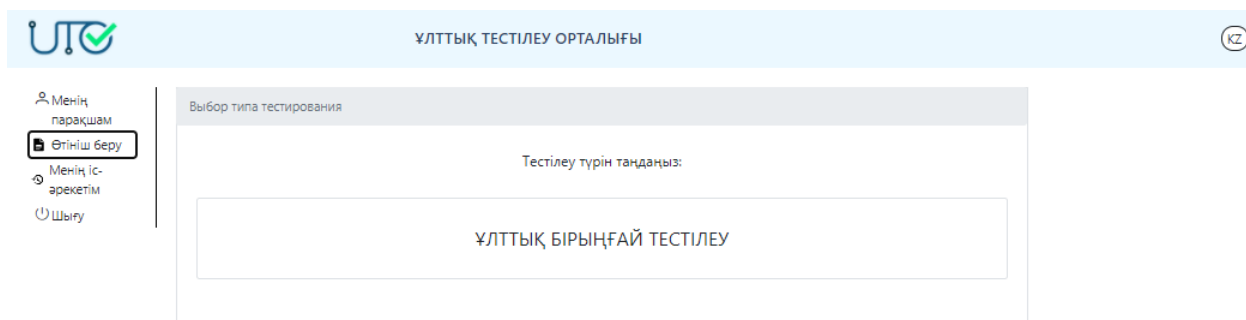 UTO
ҰЛТТЫҚ ТЕСТІЛЕУ ОРТАЛЫҒЫ
KZ
Менің
парақшам
Өтініш беру
Менің іс-
әрекетім
Шығу
Выбор типа тестирования
Тестілеу түрін таңдаңыз:
ҰЛТТЫҚ БІРЫҢҒАЙ ТЕСТІЛЕУ